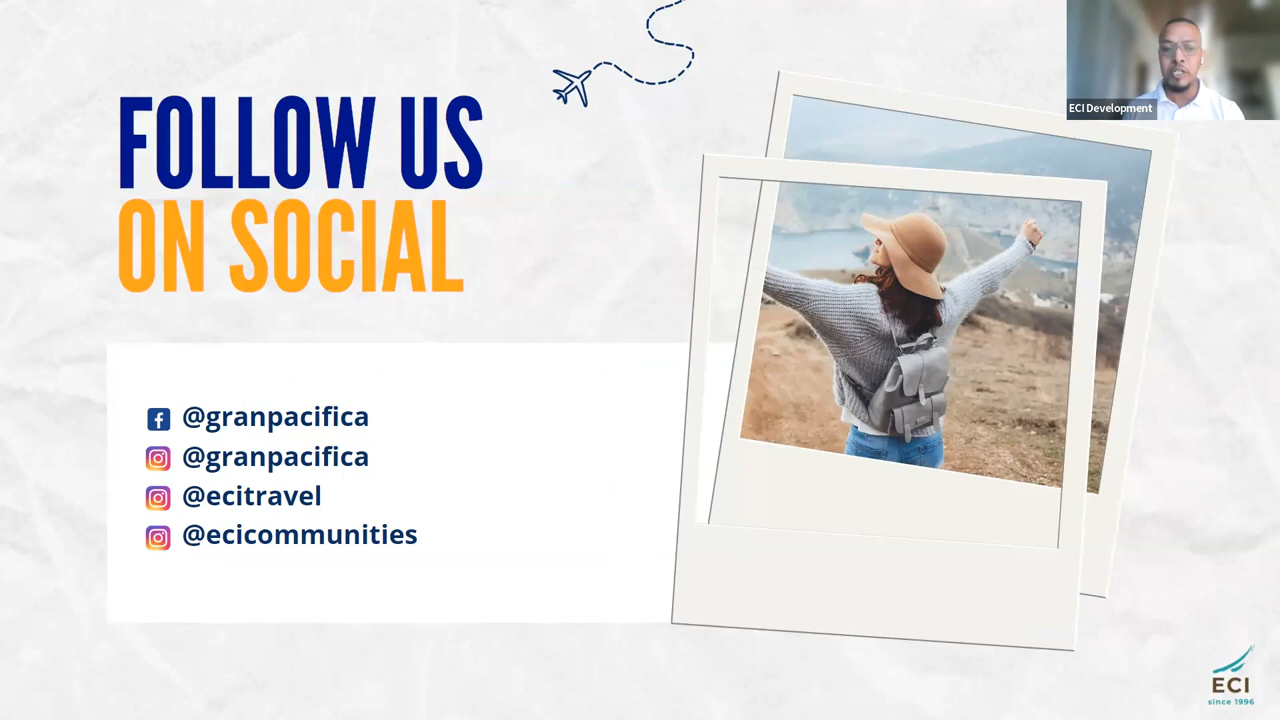 FOLLOW US
ON SOCIAL
ECI Development
@granpacifica
@granpacifica
@ecitravel
@ecicommunities
ECI
since 1996